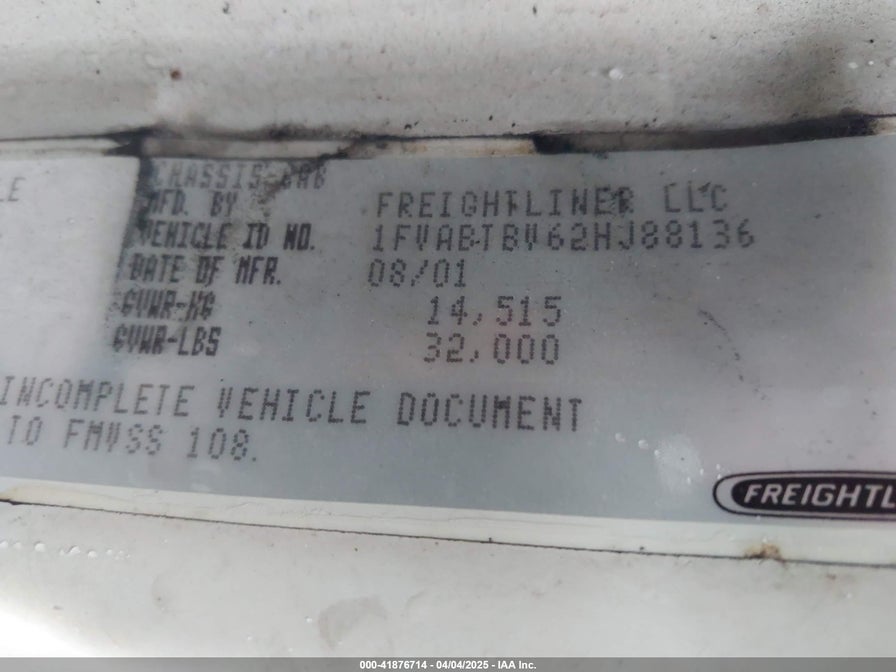 LE
CHASSIS-CAB
MFD. BY FREIGHTLINER LLC
VEHICLE ID NO. 1FVABTBV62HJ88136
DATE OF MFR. 08/01
GVWR-KG 14,515
GVWR-LBS 32,000
INCOMPLETE VEHICLE DOCUMENT
TO FMVSS 108.
FREIGHTL
000-41876714 - 04/04/2025 - IAA Inc.